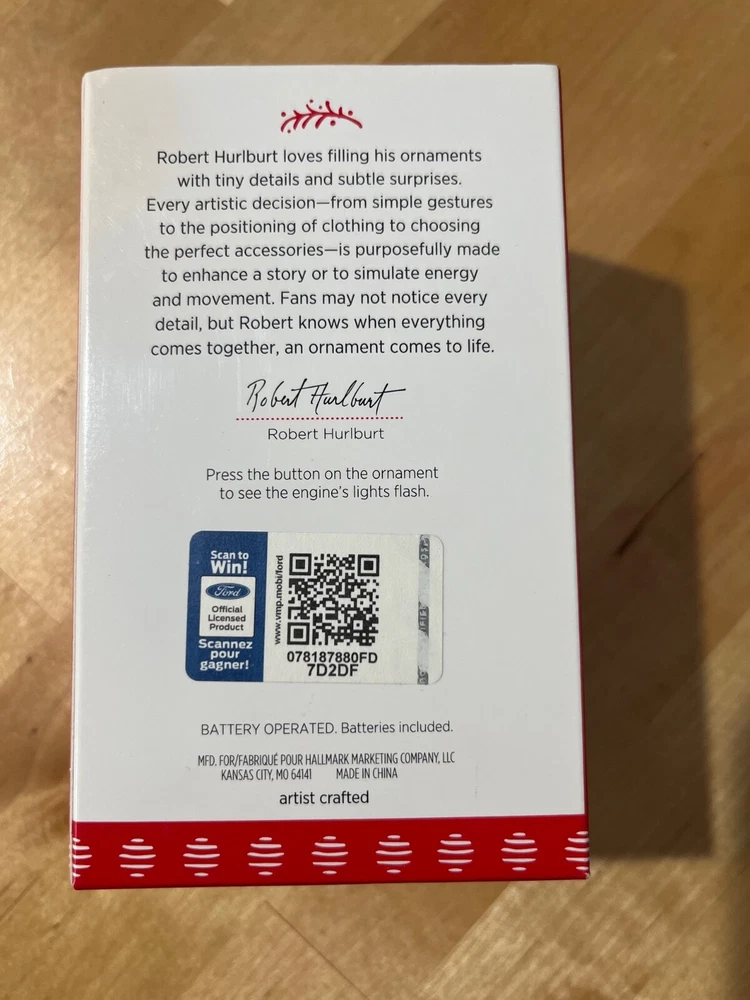 Robert Hurlburt loves filling his ornaments
with tiny details and subtle surprises.
Every artistic decision—from simple gestures
to the positioning of clothing to choosing
the perfect accessories—is purposefully made
to enhance a story or to simulate energy
and movement. Fans may not notice every
detail, but Robert knows when everything
comes together, an ornament comes to life.
Robert Hurlburt
Robert Hurlburt
Press the button on the ornament
to see the engine's lights flash.
Scan to
Win!
Ford
Official
Licensed
Product
Scannez
pour
gagner!
www.vmp.mobi/ford
078187880FD
7D2DF
BATTERY OPERATED. Batteries included.
MFD. FOR/FABRIQUÉ POUR HALLMARK MARKETING COMPANY, LLC
KANSAS CITY, MO 64141 MADE IN CHINA
artist crafted